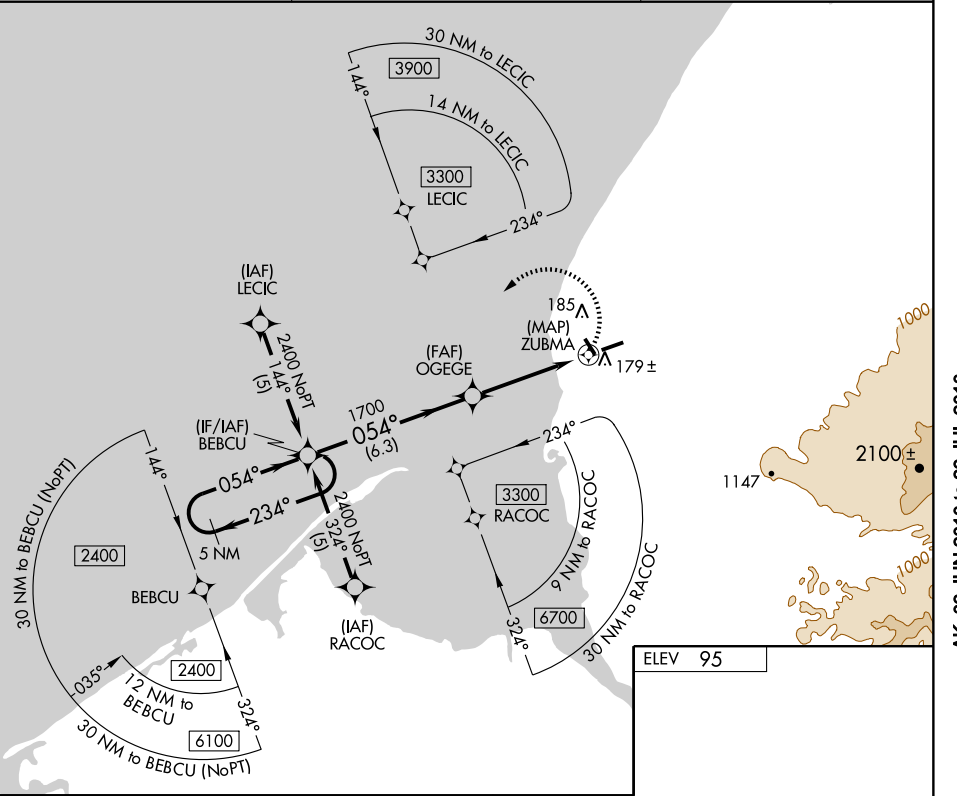 30 NM to LECIC
3900
144°
14 NM to LECIC
3300
LECIC
234°
(IAF)
LECIC
2400 NoPT
144°
(5)
185
(MAP)
ZUBMA
179 ±
(FAF)
OGEGE
1700
054°
(6.3)
(IF/IAF)
BEBCU
054°
234°
5 NM
2400 NoPT
324°
(5)
(IAF)
RACOC
144°
30 NM to BEBCU (NoPT)
2400
BEBCU
2400
035°
12 NM to
BEBCU
324°
6100
30 NM to BEBCU (NoPT)
234°
3300
RACOC
9 NM to RACOC
6700
324°
30 NM to RACOC
1000
2100 ±
1147
1000
ELEV 95